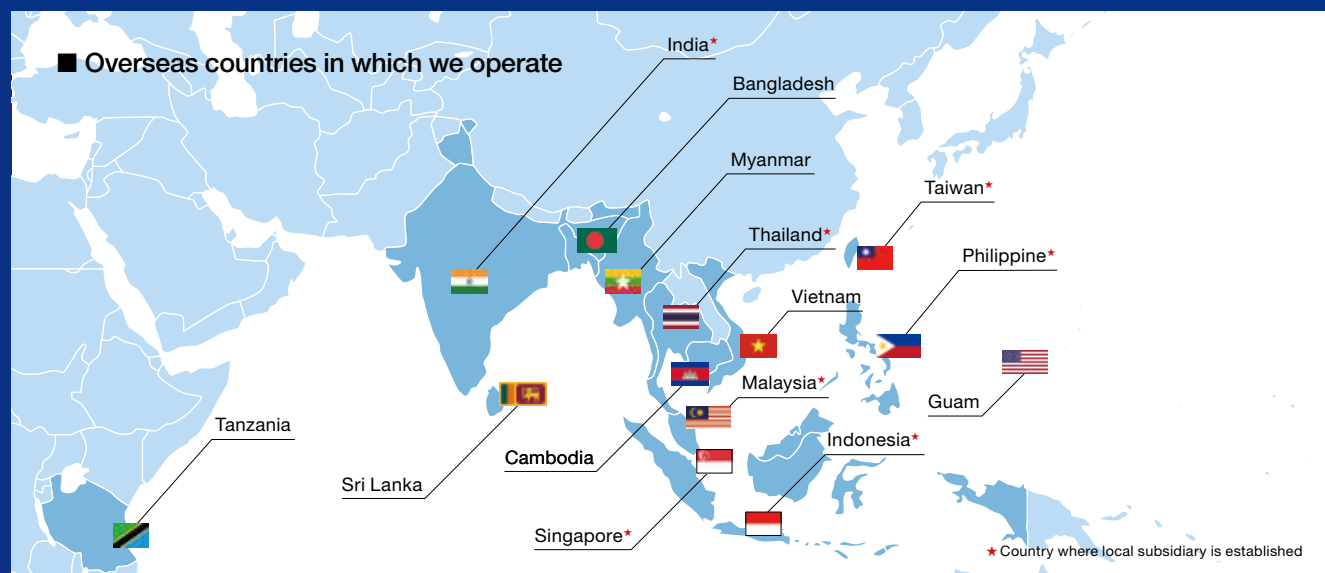 ■ Overseas countries in which we operate
India★
Bangladesh
Myanmar
Taiwan★
Thailand★
Philippine★
Vietnam
Malaysia★
Guam
Tanzania
Indonesia★
Cambodia
Sri Lanka
Singapore★
★Country where local subsidiary is established